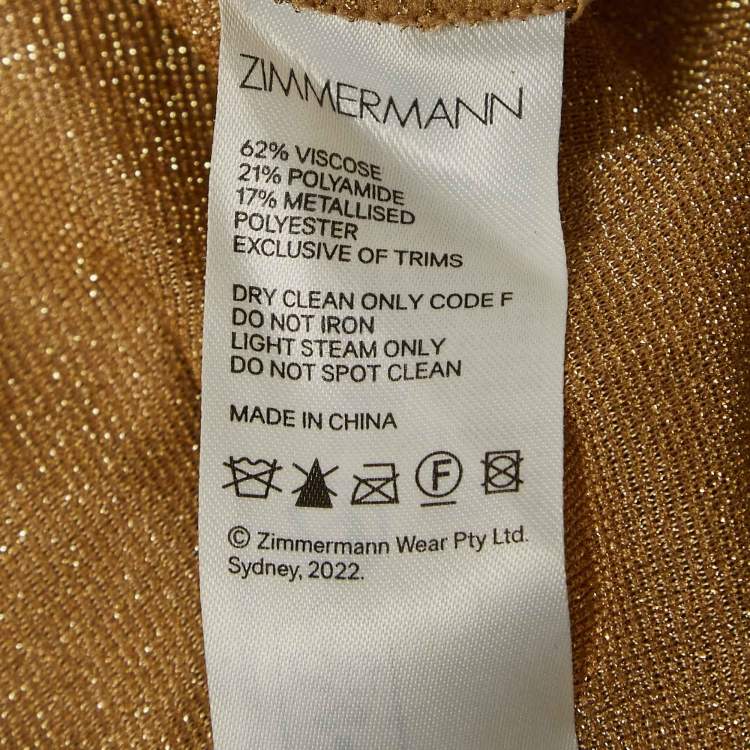 ZIMMERMANN
62% VISCOSE
21% POLYAMIDE
17% METALLISED
POLYESTER
EXCLUSIVE OF TRIMS
DRY CLEAN ONLY CODE F
DO NOT IRON
LIGHT STEAM ONLY
DO NOT SPOT CLEAN
MADE IN CHINA
F
© Zimmermann Wear Pty Ltd.
Sydney, 2022.